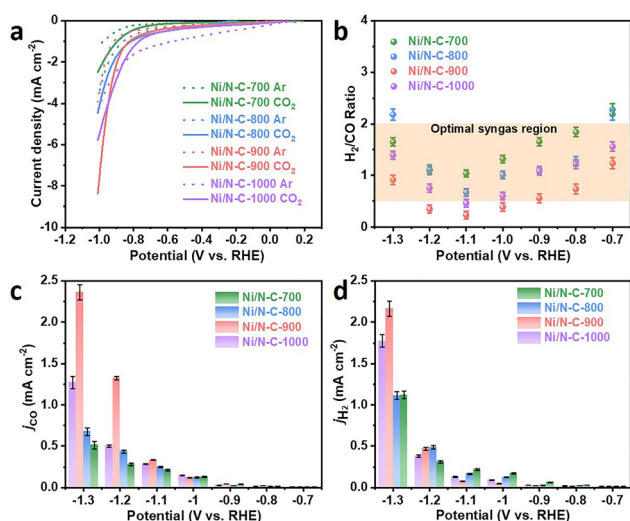 a
0
-2
-4
-6
-8
-10
Current density (mA cm⁻²)
Ni/N-C-700 Ar
Ni/N-C-700 CO₂
Ni/N-C-800 Ar
Ni/N-C-800 CO₂
Ni/N-C-900 Ar
Ni/N-C-900 CO₂
Ni/N-C-1000 Ar
Ni/N-C-1000 CO₂
-1.2 -1.0 -0.8 -0.6 -0.4 -0.2 0.0 0.2
Potential (V vs. RHE)
b
4
3
2
1
0
H₂/CO Ratio
Ni/N-C-700
Ni/N-C-800
Ni/N-C-900
Ni/N-C-1000
Optimal syngas region
-1.3 -1.2 -1.1 -1.0 -0.9 -0.8 -0.7
Potential (V vs. RHE)
c
2.5
2.0
1.5
1.0
0.5
0.0
jCO (mA cm⁻²)
Ni/N-C-700
Ni/N-C-800
Ni/N-C-900
Ni/N-C-1000
-1.3 -1.2 -1.1 -1.0 -0.9 -0.8 -0.7
Potential (V vs. RHE)
d
2.5
2.0
1.5
1.0
0.5
0.0
jH₂ (mA cm⁻²)
Ni/N-C-700
Ni/N-C-800
Ni/N-C-900
Ni/N-C-1000
-1.3 -1.2 -1.1 -1.0 -0.9 -0.8 -0.7
Potential (V vs. RHE)